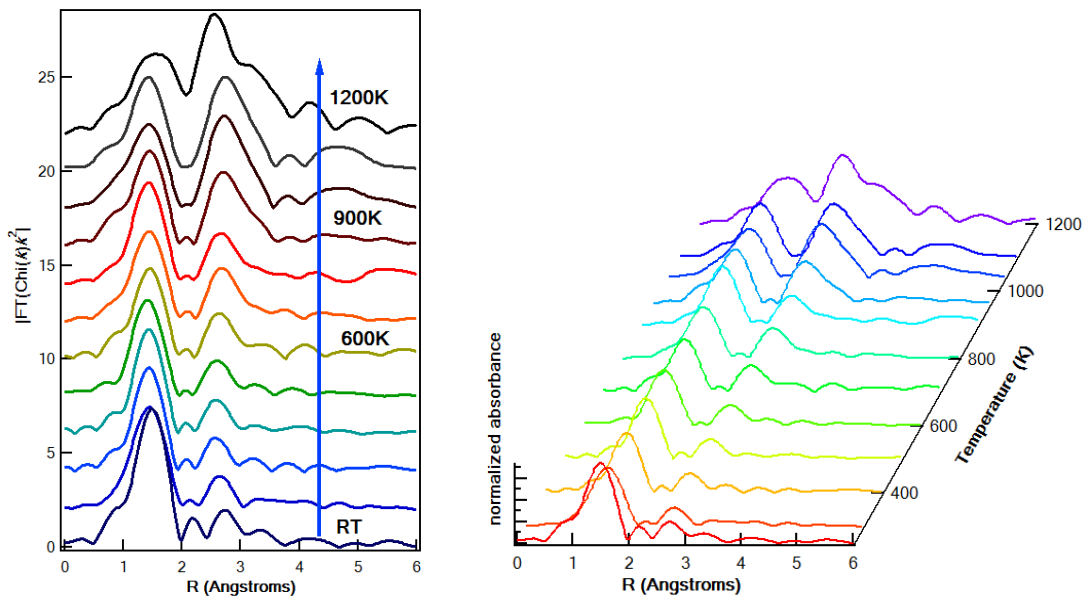 |FT(Chi(k)k²|
25
20
15
10
5
0
1200K
900K
600K
RT
0 1 2 3 4 5 6
R (Angstroms)
normalized absorbance
0 1 2 3 4 5 6
R (Angstroms)
1200
1000
800
600
400
Temperature (K)